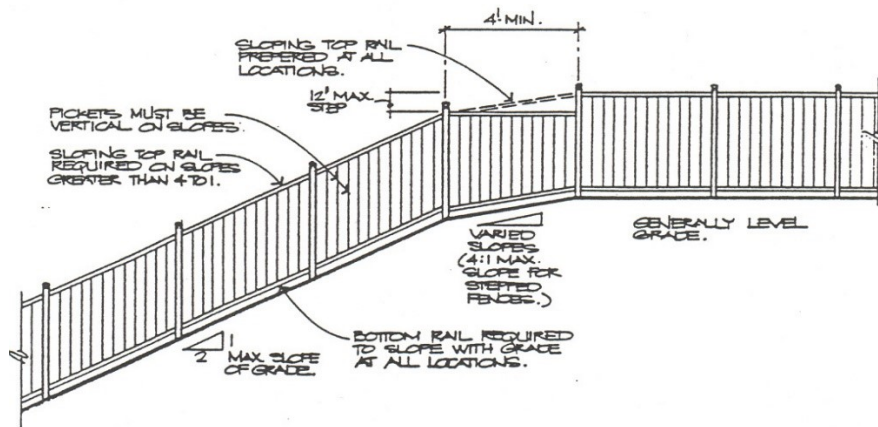 4' MIN.
SLOPING TOP RAIL
PREPERED AT ALL
LOCATIONS.
12' MAX.
STEP
PICKETS MUST BE
VERTICAL ON SLOPES.
SLOPING TOP RAIL
REQUIRED ON SLOPES
GREATER THAN 4 TO 1.
VARIED
SLOPES
(4:1 MAX.
SLOPE FOR
STEPPED
FENCES.)
GENERALLY LEVEL
GRADE.
1
2
MAX. SLOPE
OF GRADE.
BOTTOM RAIL REQUIRED
TO SLOPE WITH GRADE
AT ALL LOCATIONS.